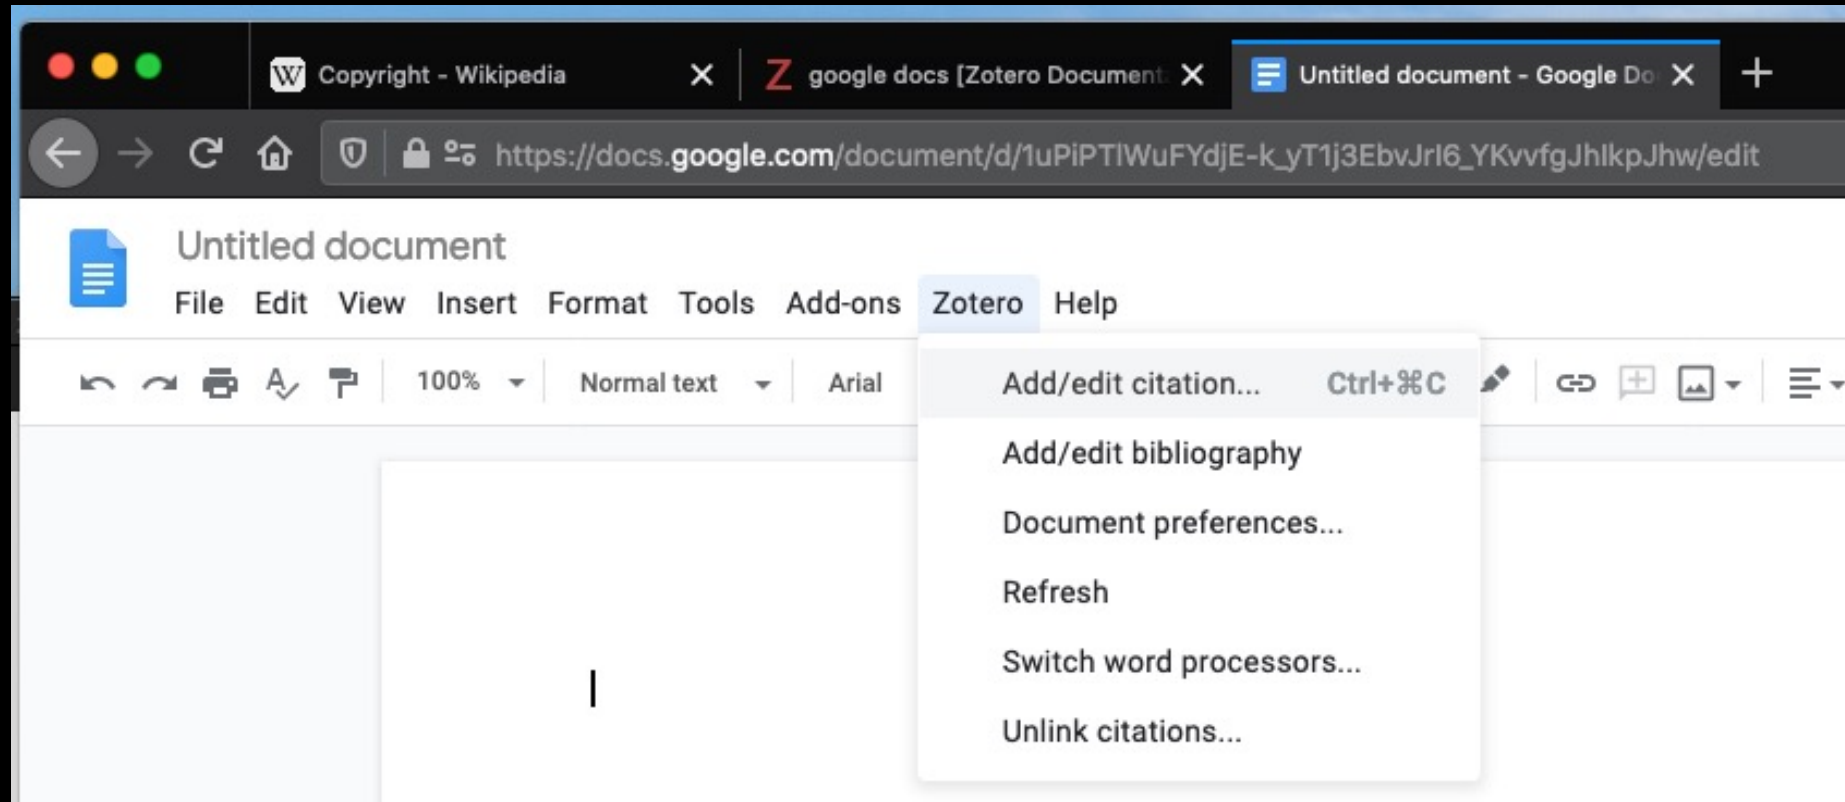 W Copyright - Wikipedia
Z google docs [Zotero Document
Untitled document - Google Do
https://docs.google.com/document/d/1uPiPTlWuFYdjE-k_yT1j3EbvJrI6_YKvvfgJhIkpJhw/edit
Untitled document
File Edit View Insert Format Tools Add-ons Zotero Help
100% Normal text Arial
Add/edit citation... Ctrl+⌘C
Add/edit bibliography
Document preferences...
Refresh
Switch word processors...
Unlink citations...